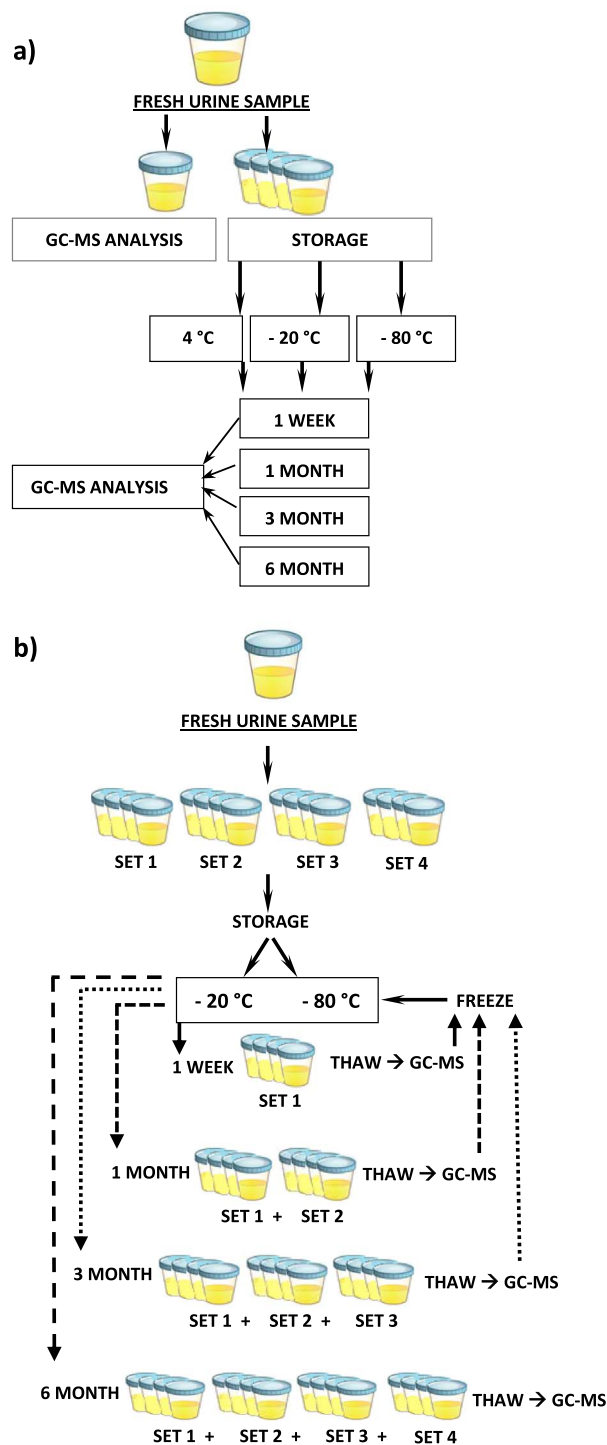 a)
FRESH URINE SAMPLE
GC-MS ANALYSIS STORAGE
4 °C - 20 °C - 80 °C
1 WEEK
1 MONTH
GC-MS ANALYSIS
3 MONTH
6 MONTH
b)
FRESH URINE SAMPLE
SET 1 SET 2 SET 3 SET 4
STORAGE
- 20 °C - 80 °C FREEZE
1 WEEK THAW → GC-MS
SET 1
1 MONTH THAW → GC-MS
SET 1 + SET 2
3 MONTH THAW → GC-MS
SET 1 + SET 2 + SET 3
6 MONTH THAW → GC-MS
SET 1 + SET 2 + SET 3 + SET 4